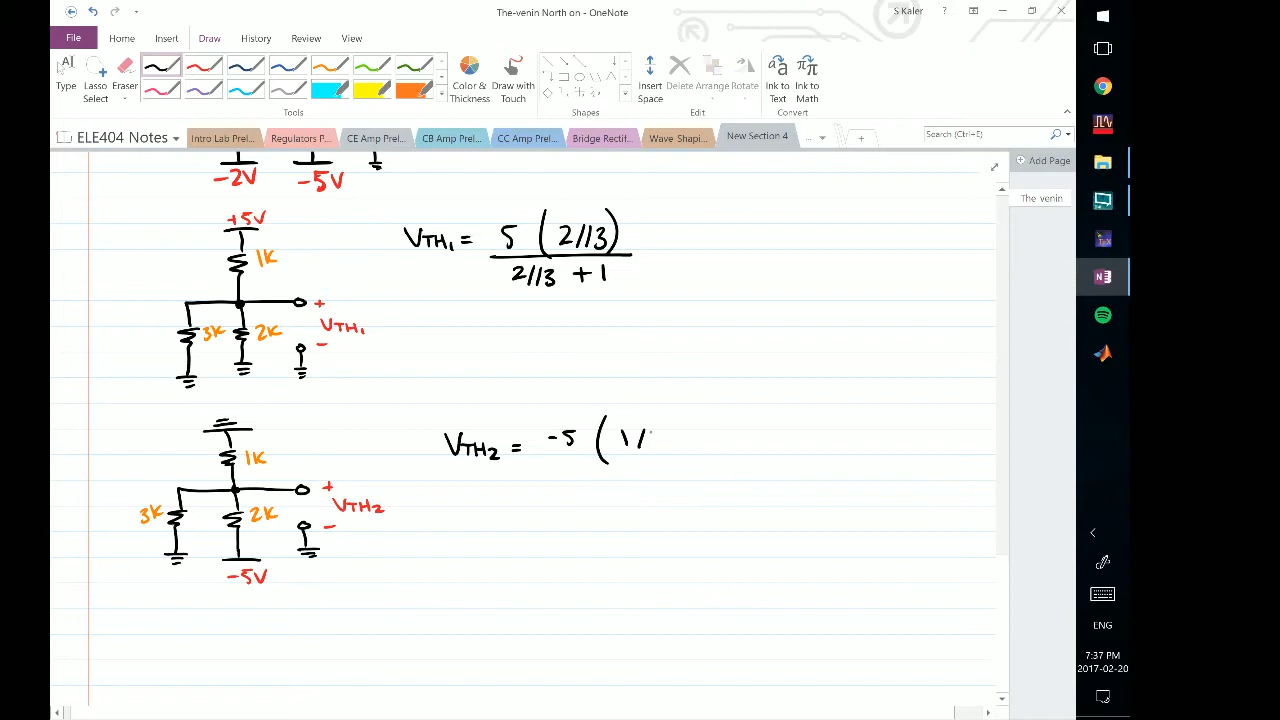 The-venin North on - OneNote
S Kaler
?
File
Home
Insert
Draw
History
Review
View
Type
Lasso Select
Eraser
Color & Thickness
Draw with Touch
Insert Space
Delete
Arrange
Rotate
Ink to Text
Ink to Math
Tools
Shapes
Edit
Convert
ELE404 Notes
Intro Lab Prel...
Regulators P...
CE Amp Prel...
CB Amp Prel...
CC Amp Prel...
Bridge Rectif...
Wave-Shapi...
New Section 4
...
Search (Ctrl+E)
Add Page
The venin
-2V
-5V
+5V
1K
3K
2K
+
VTH1
-
VTH1 = 5 (2//3)
2//3 + 1
1K
3K
2K
+
VTH2
-
-5V
VTH2 = -5 ( 1/
ENG
7:37 PM
2017-02-20